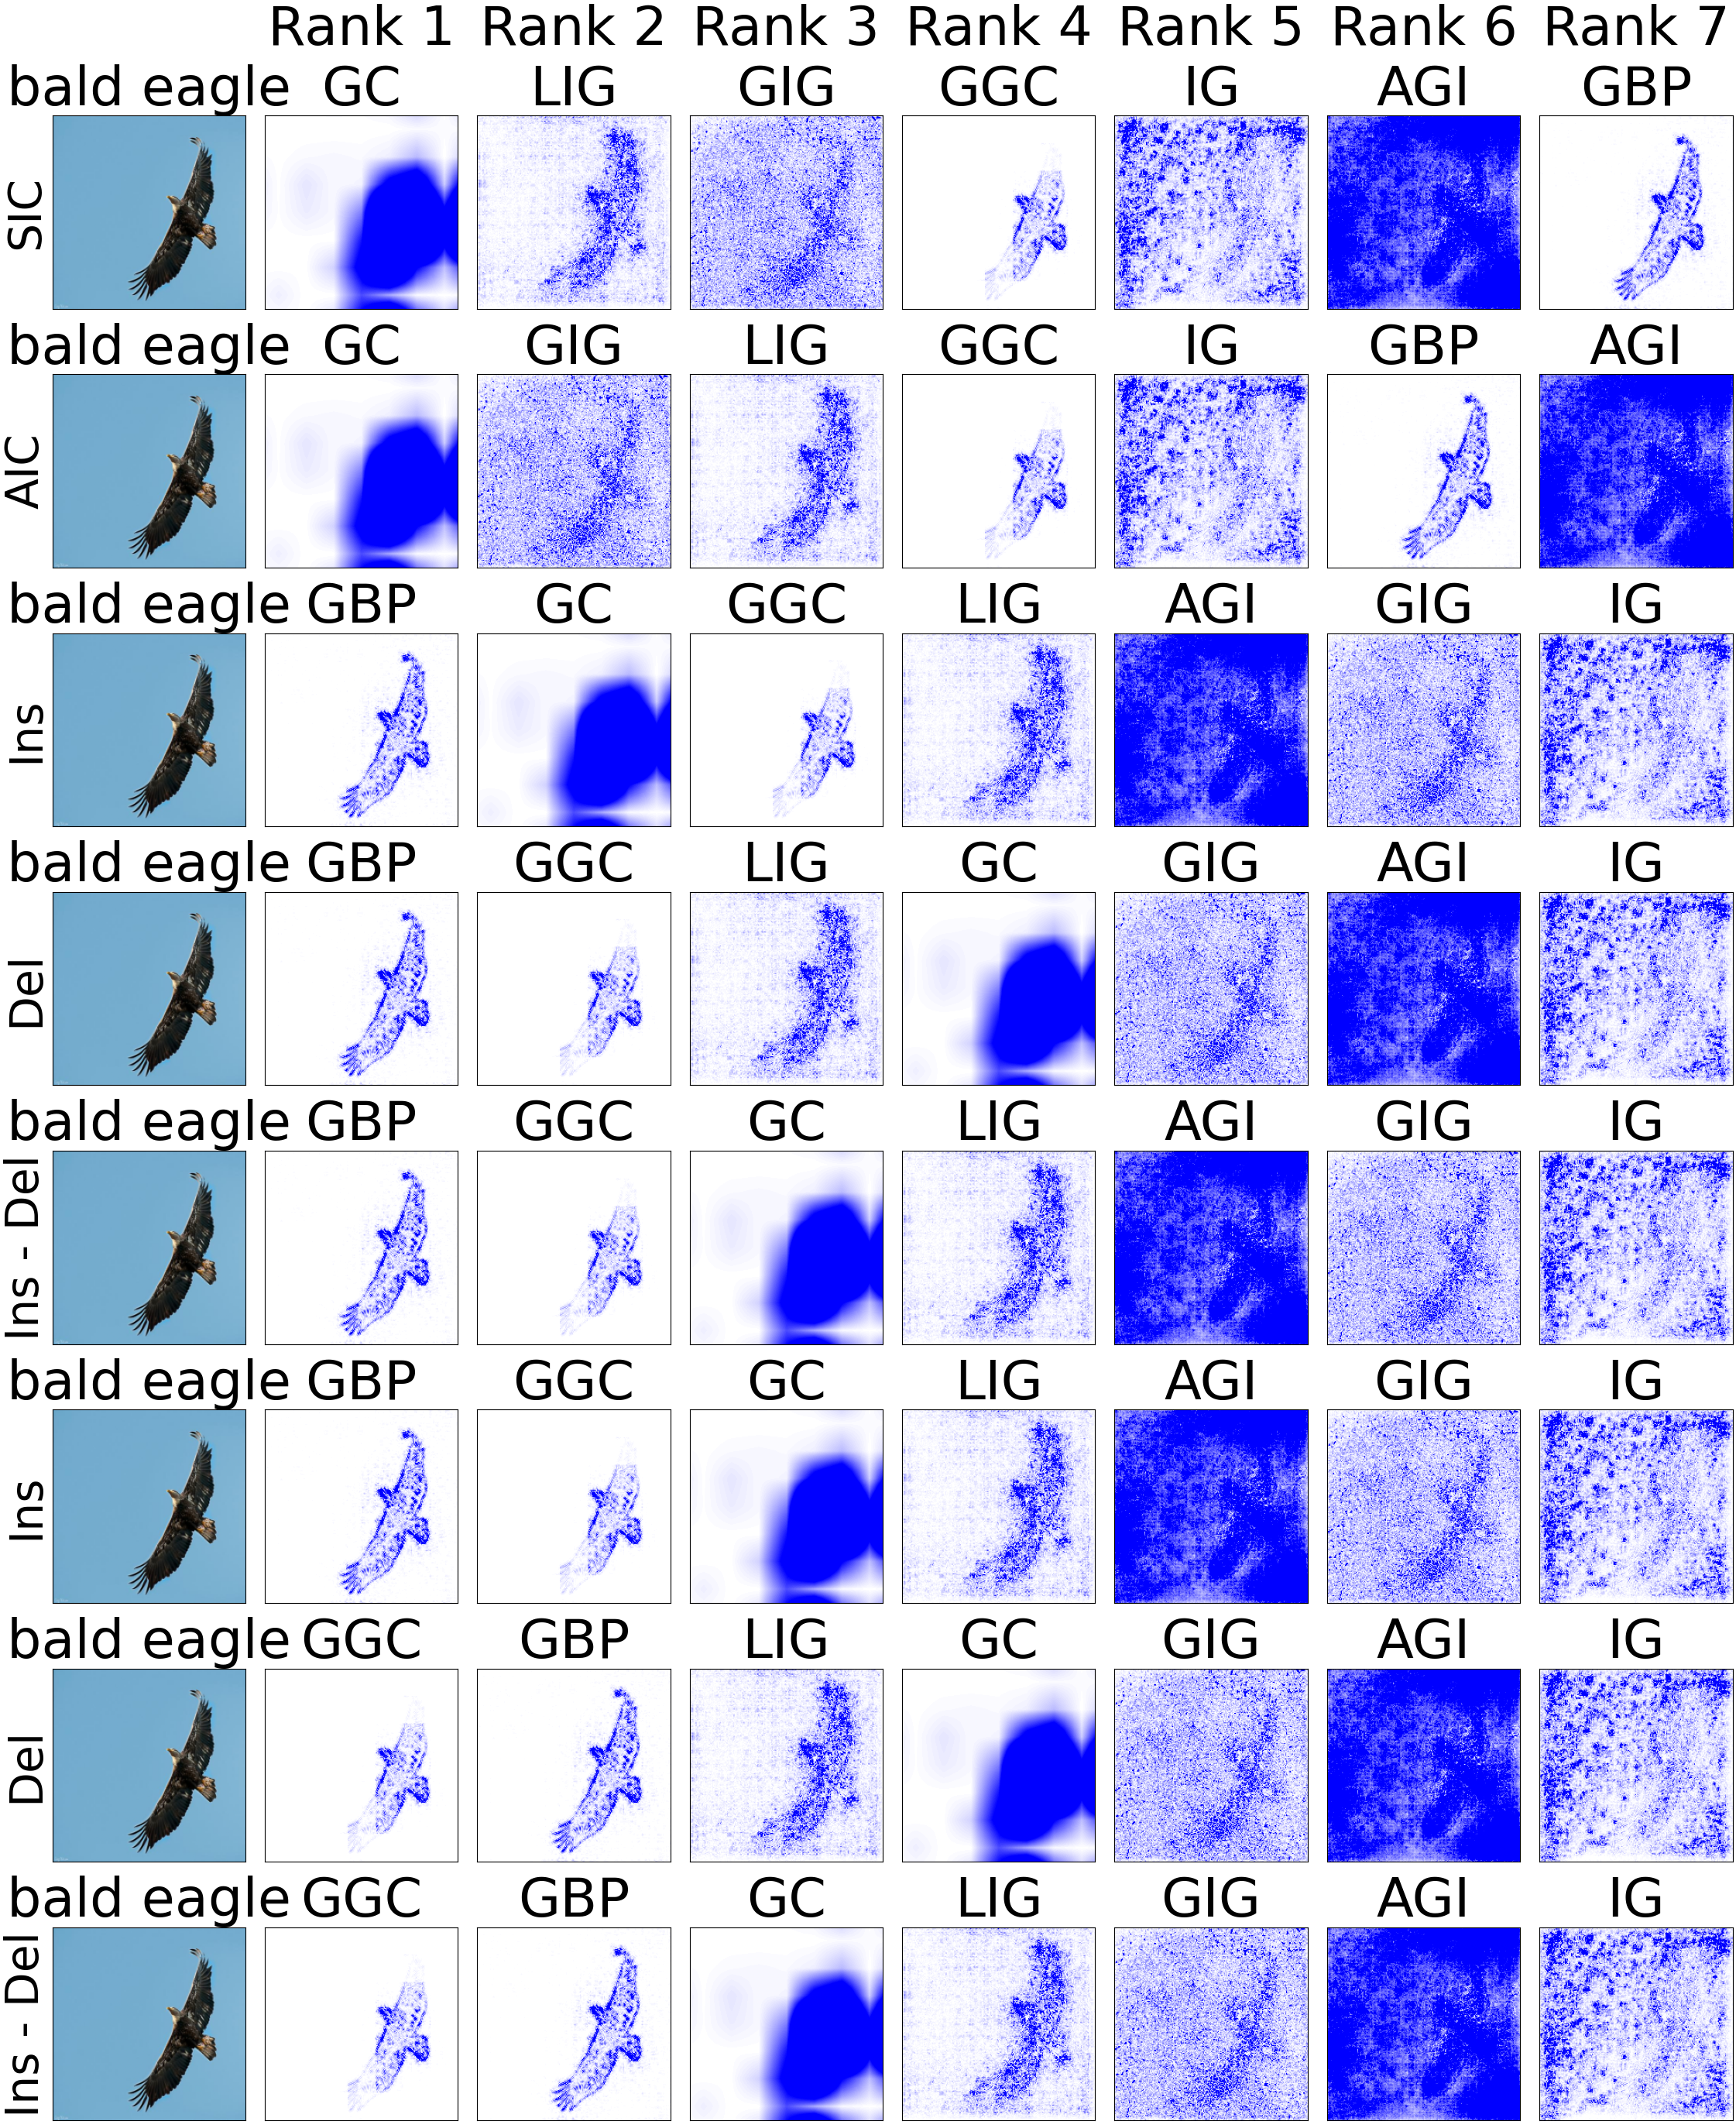 Rank 1 Rank 2 Rank 3 Rank 4 Rank 5 Rank 6 Rank 7
bald eagle GC LIG GIG GGC IG AGI GBP
SIC
bald eagle GC GIG LIG GGC IG GBP AGI
AIC
bald eagle GBP GC GGC LIG AGI GIG IG
Ins
bald eagle GBP GGC LIG GC GIG AGI IG
Del
bald eagle GBP GGC GC LIG AGI GIG IG
Ins - Del
bald eagle GBP GGC GC LIG AGI GIG IG
Ins
bald eagle GGC GBP LIG GC GIG AGI IG
Del
bald eagle GGC GBP GC LIG GIG AGI IG
Ins - Del